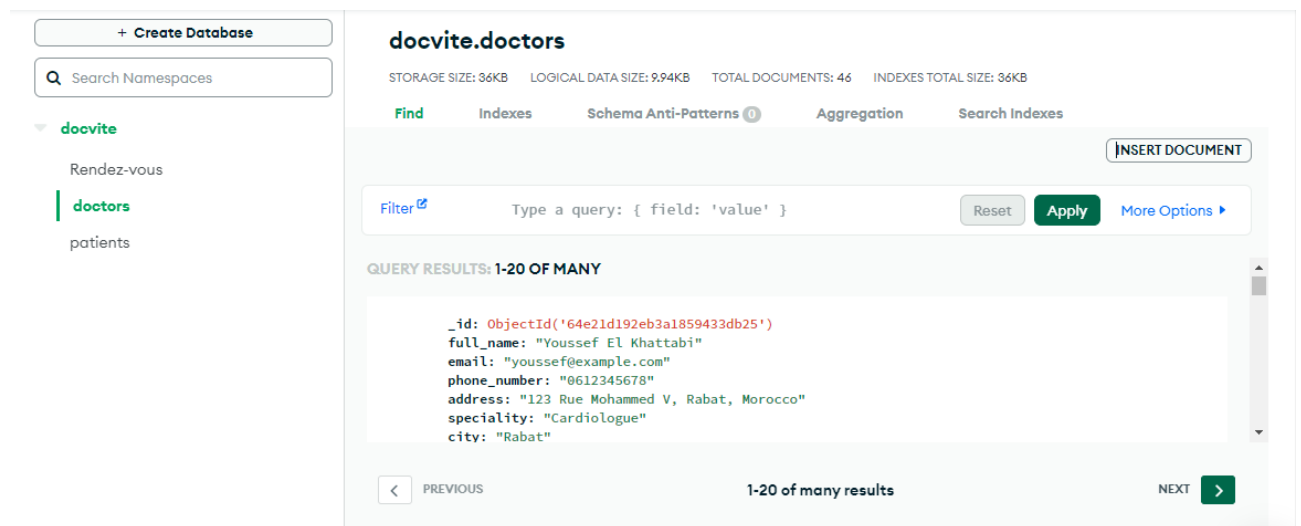 + Create Database
Search Namespaces
docvite
Rendez-vous
doctors
patients
docvite.doctors
STORAGE SIZE: 36KB LOGICAL DATA SIZE: 9.94KB TOTAL DOCUMENTS: 46 INDEXES TOTAL SIZE: 36KB
Find Indexes Schema Anti-Patterns 0 Aggregation Search Indexes
INSERT DOCUMENT
Filter Type a query: { field: 'value' } Reset Apply More Options
QUERY RESULTS: 1-20 OF MANY
_id: ObjectId('64e21d192eb3a1859433db25')
full_name: "Youssef El Khattabi"
email: "youssef@example.com"
phone_number: "0612345678"
address: "123 Rue Mohammed V, Rabat, Morocco"
speciality: "Cardiologue"
city: "Rabat"
PREVIOUS 1-20 of many results NEXT